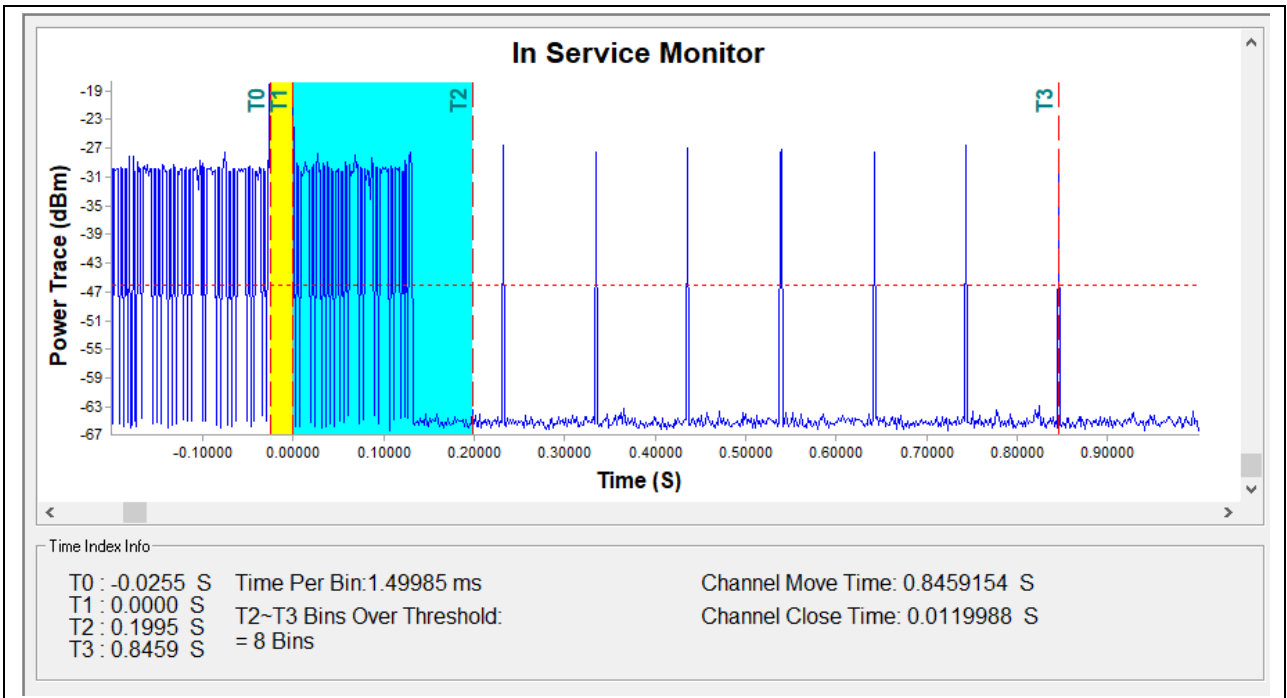 In Service Monitor
T0
T1
T2
T3
Power Trace (dBm)
-19
-23
-27
-31
-35
-39
-43
-47
-51
-55
-59
-63
-67
-0.10000 0.00000 0.10000 0.20000 0.30000 0.40000 0.50000 0.60000 0.70000 0.80000 0.90000
Time (S)
Time Index Info
T0 : -0.0255 S
T1 : 0.0000 S
T2 : 0.1995 S
T3 : 0.8459 S
Time Per Bin:1.49985 ms
T2~T3 Bins Over Threshold:
= 8 Bins
Channel Move Time: 0.8459154 S
Channel Close Time: 0.0119988 S